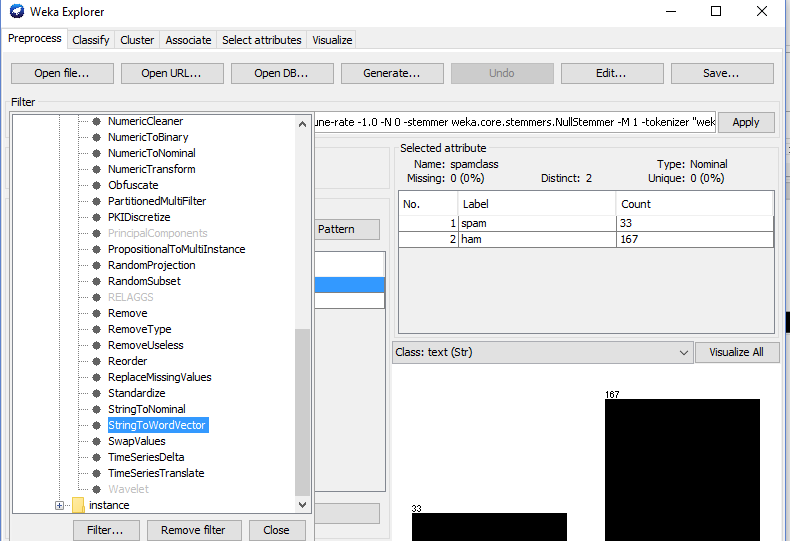 Weka Explorer
Preprocess Classify Cluster Associate Select attributes Visualize
Open file... Open URL... Open DB... Generate... Undo Edit... Save...
Filter
NumericCleaner
NumericToBinary
NumericToNominal
NumericTransform
Obfuscate
PartitionedMultiFilter
PKIDiscretize
PrincipalComponents
PropositionalToMultiInstance
RandomProjection
RandomSubset
RELAGGS
Remove
RemoveType
RemoveUseless
Reorder
ReplaceMissingValues
Standardize
StringToNominal
StringToWordVector
SwapValues
TimeSeriesDelta
TimeSeriesTranslate
Wavelet
instance
Filter... Remove filter Close
une-rate -1.0 -N 0 -stemmer weka.core.stemmers.NullStemmer -M 1 -tokenizer "wek Apply
Pattern
Selected attribute
Name: spamclass Type: Nominal
Missing: 0 (0%) Distinct: 2 Unique: 0 (0%)
No. Label Count
1 spam 33
2 ham 167
Class: text (Str) Visualize All
167
33